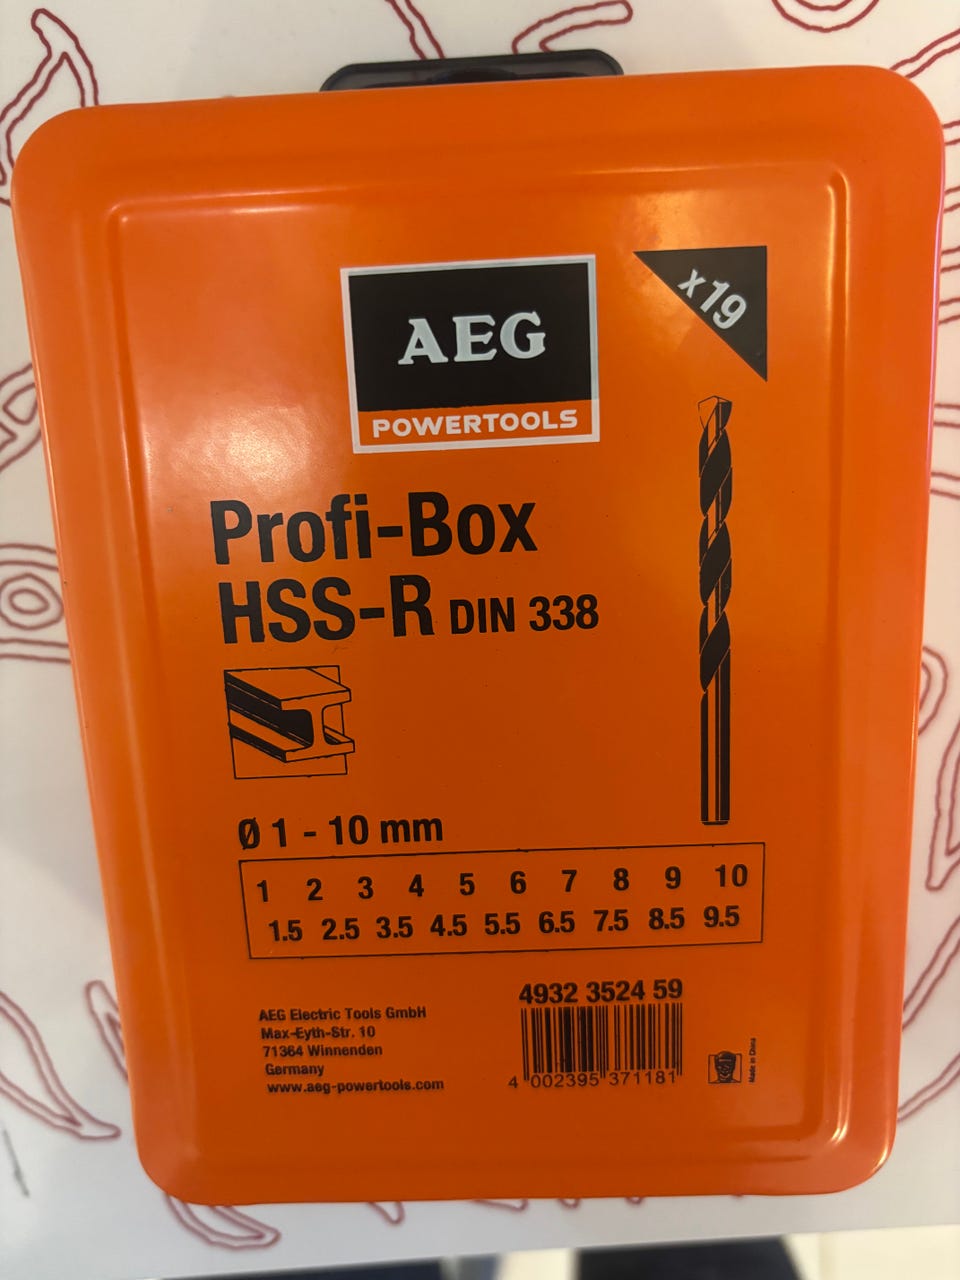 x19
AEG
POWERTOOLS
Profi-Box
HSS-R DIN 338
Ø 1 - 10 mm
1 2 3 4 5 6 7 8 9 10
1.5 2.5 3.5 4.5 5.5 6.5 7.5 8.5 9.5
4932 3524 59
AEG Electric Tools GmbH
Max-Eyth-Str. 10
71364 Winnenden
Germany
www.aeg-powertools.com
4 002395 371181
Made in China